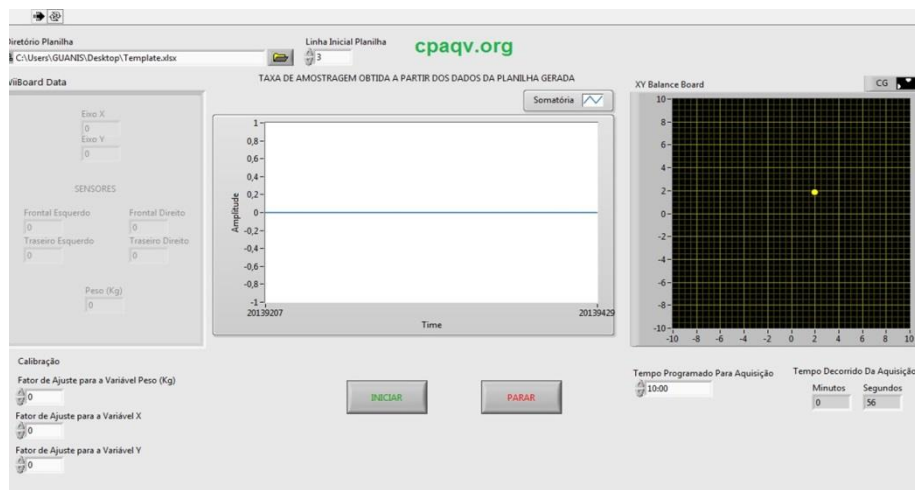 Diretório Planilha
Linha Inicial Planilha
cpaqv.org
C:\Users\GUANIS\Desktop\Template.xlsx
3
TAXA DE AMOSTRAGEM OBTIDA A PARTIR DOS DADOS DA PLANILHA GERADA
WiiBoard Data
XY Balance Board
CG
Somatória
Eixo X
0
Eixo Y
0
SENSORES
Frontal Esquerdo
Frontal Direito
0
0
Traseiro Esquerdo
Traseiro Direito
0
0
Peso (Kg)
0
Amplitude
1
0,8
0,6
0,4
0,2
0
-0,2
-0,4
-0,6
-0,8
-1
20139207
20139429
Time
10
8
6
4
2
0
-2
-4
-6
-8
-10
-10 -8 -6 -4 -2 0 2 4 6 8 10
Calibração
Fator de Ajuste para a Variável Peso (Kg)
0
Fator de Ajuste para a Variável X
0
Fator de Ajuste para a Variável Y
0
INICIAR
PARAR
Tempo Programado Para Aquisição
10:00
Tempo Decorrido Da Aquisição
Minutos
Segundos
0
56